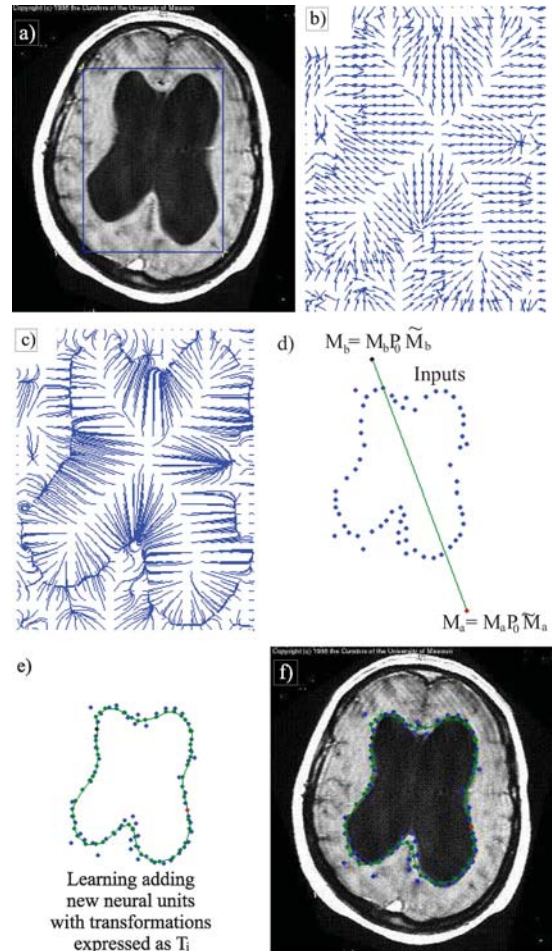 Copyright (c) 1998 the Curators of the University of Missouri
a)
b)
c)
d)
M_b = M_b P_0 M̃_b
Inputs
M_a = M_a P_0 M̃_a
e)
Learning adding
new neural units
with transformations
expressed as T_i
Copyright (c) 1998 the Curators of the University of Missouri
f)